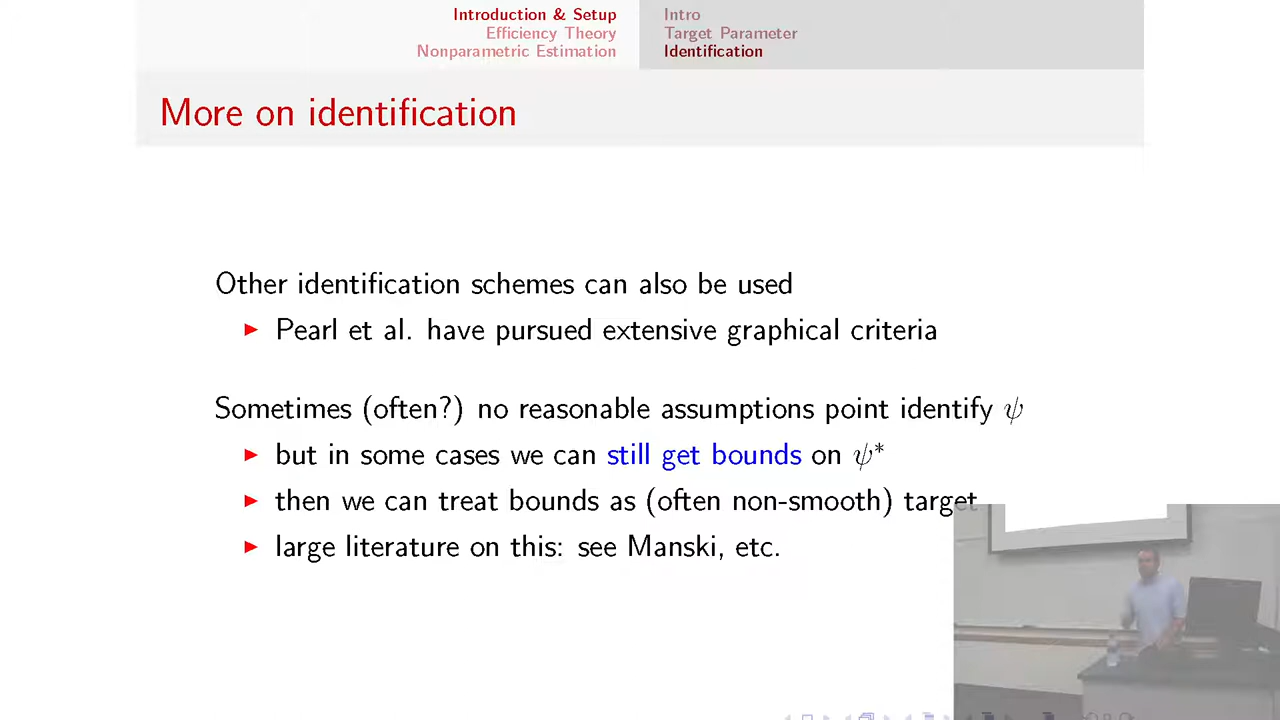 Introduction & Setup
Efficiency Theory
Nonparametric Estimation
Intro
Target Parameter
Identification
More on identification
Other identification schemes can also be used
Pearl et al. have pursued extensive graphical criteria
Sometimes (often?) no reasonable assumptions point identify ψ
but in some cases we can still get bounds on ψ*
then we can treat bounds as (often non-smooth) target
large literature on this: see Manski, etc.